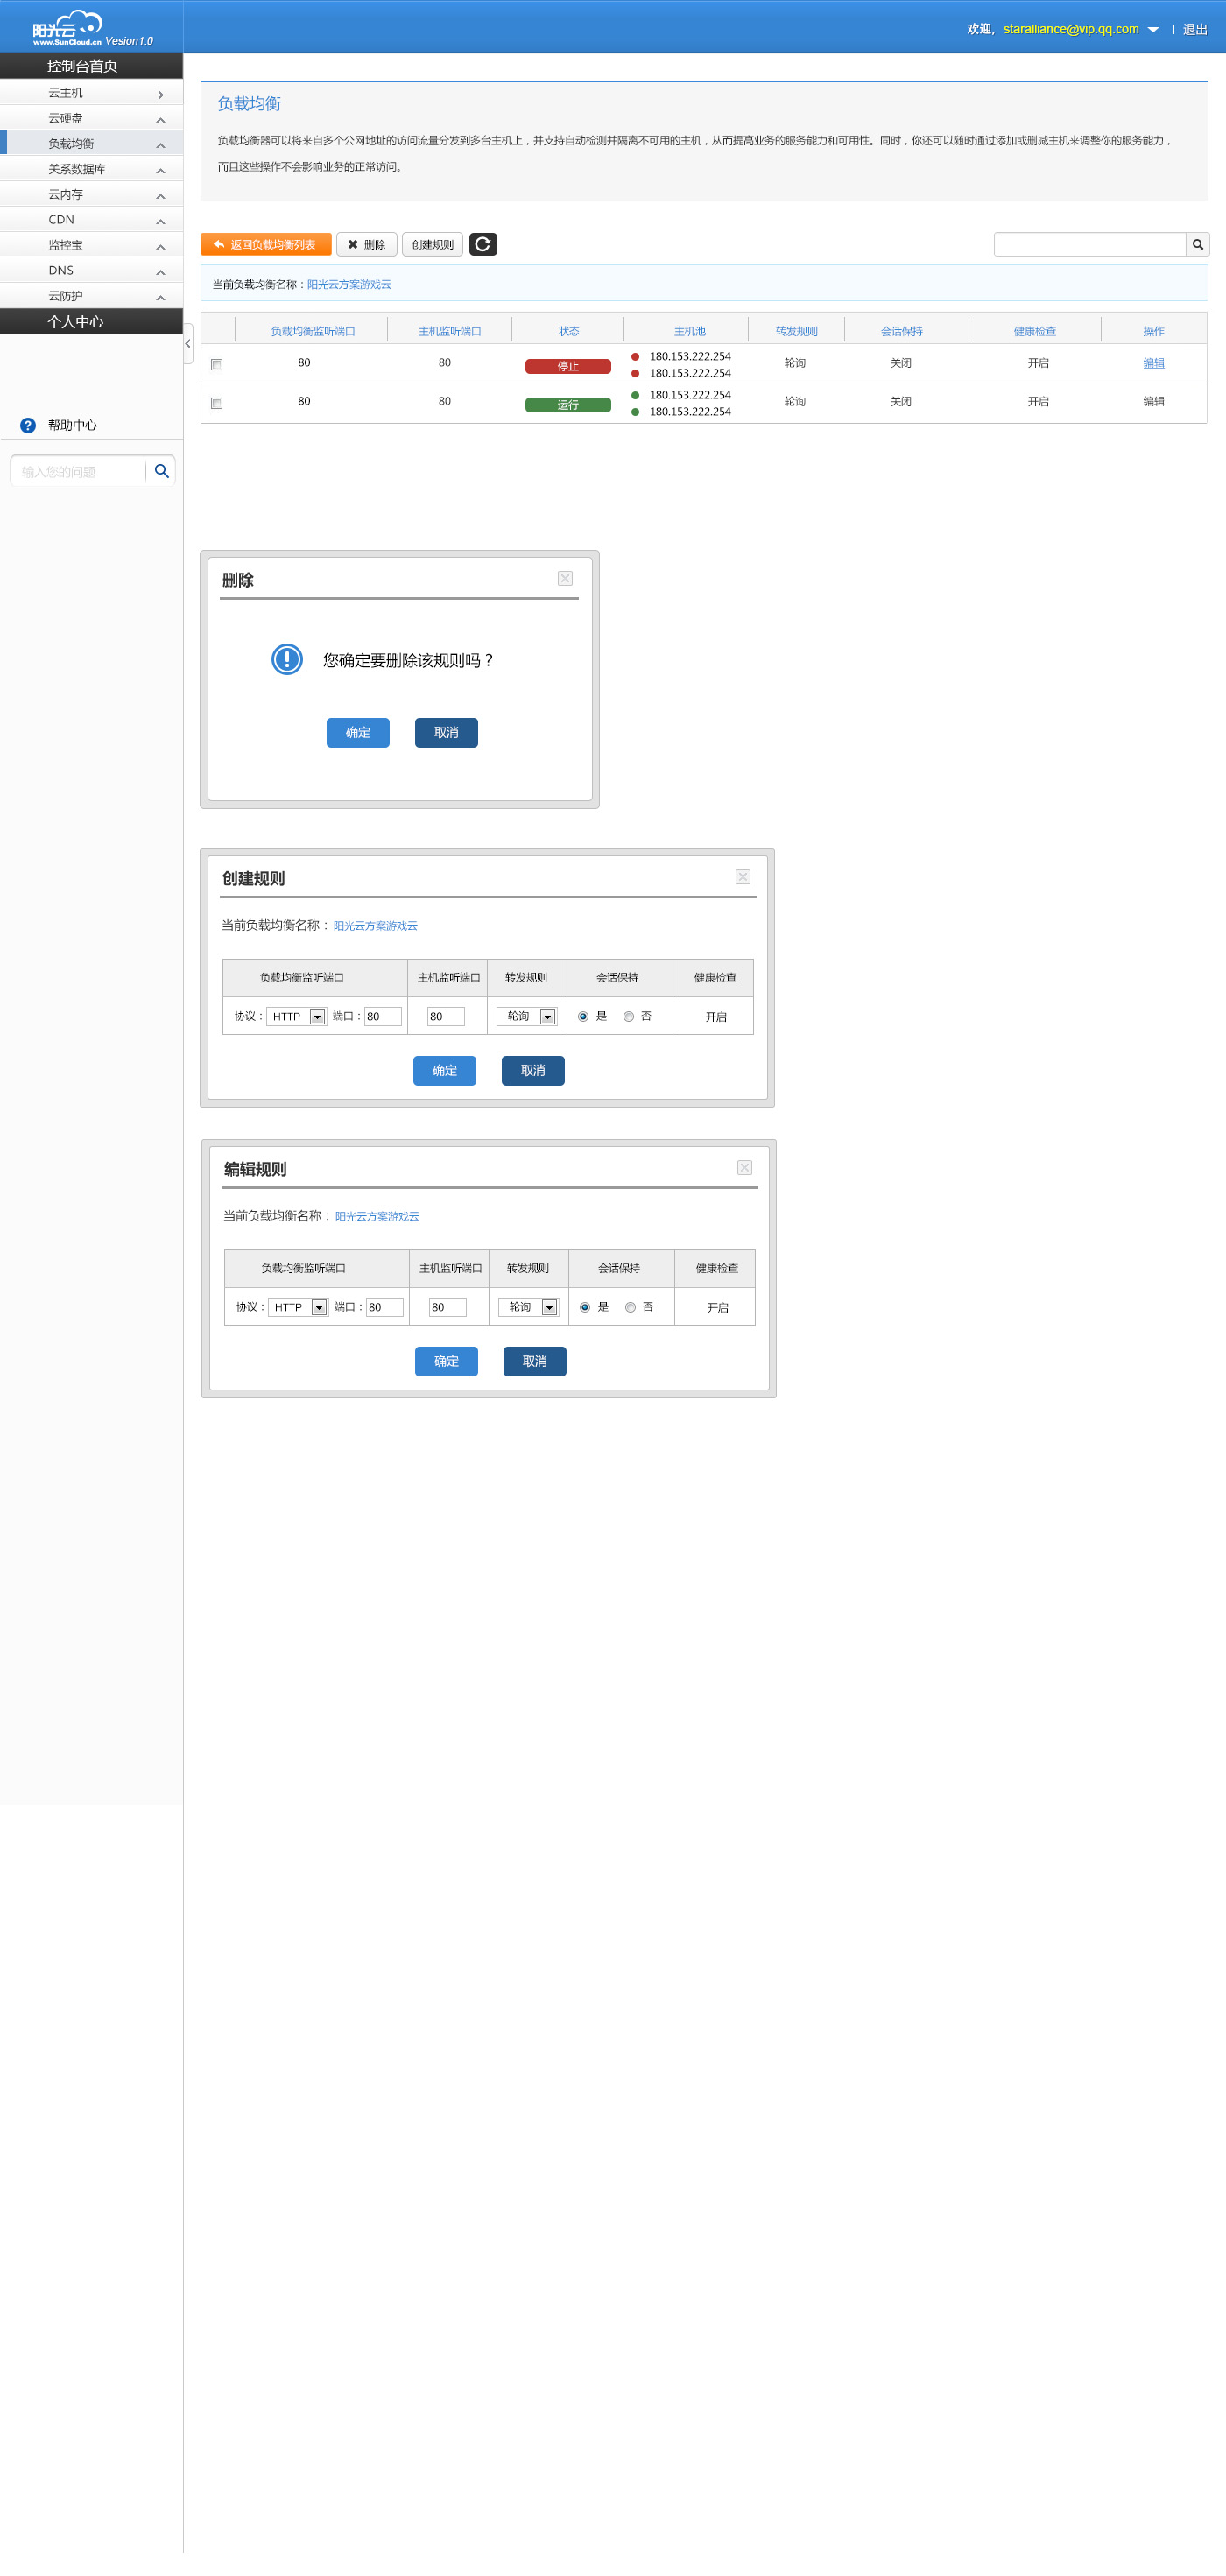 阳光云
www.SunCloud.cn Vesion1.0
欢迎, staralliance@vip.qq.com | 退出
控制台首页
云主机
云硬盘
负载均衡
关系数据库
云内存
CDN
监控宝
DNS
云防护
个人中心
帮助中心
输入您的问题
负载均衡
负载均衡器可以将来自多个公网地址的访问流量分发到多台主机上，并支持自动检测并隔离不可用的主机，从而提高业务的服务能力和可用性。同时，你还可以随时通过添加或删减主机来调整你的服务能力，
而且这些操作不会影响业务的正常访问。
返回负载均衡列表 删除 创建规则
当前负载均衡名称：阳光云方案游戏云
负载均衡监听端口 主机监听端口 状态 主机池 转发规则 会话保持 健康检查 操作
80 80 停止 180.153.222.254 轮询 关闭 开启 编辑
180.153.222.254
80 80 运行 180.153.222.254 轮询 关闭 开启 编辑
180.153.222.254
删除
您确定要删除该规则吗？
确定 取消
创建规则
当前负载均衡名称：阳光云方案游戏云
负载均衡监听端口 主机监听端口 转发规则 会话保持 健康检查
协议：HTTP 端口：80 80 轮询 是 否 开启
确定 取消
编辑规则
当前负载均衡名称：阳光云方案游戏云
负载均衡监听端口 主机监听端口 转发规则 会话保持 健康检查
协议：HTTP 端口：80 80 轮询 是 否 开启
确定 取消